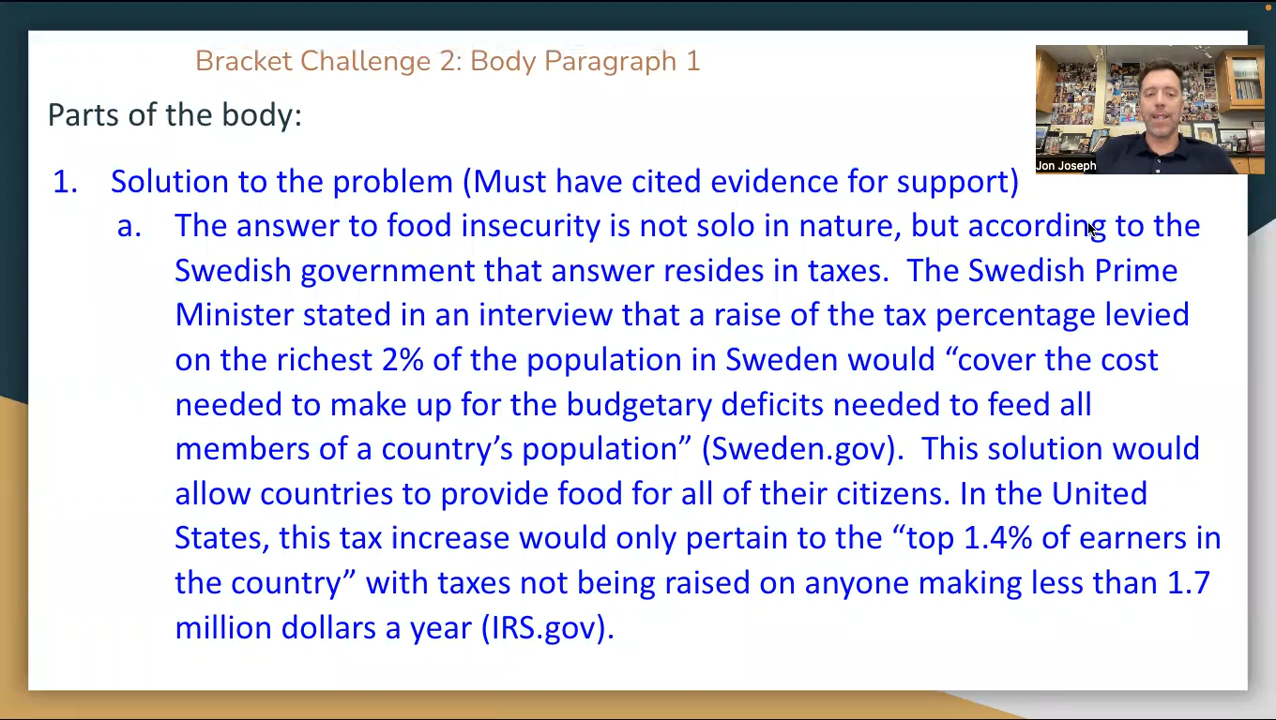 Bracket Challenge 2: Body Paragraph 1
Parts of the body:
Jon Joseph
1. Solution to the problem (Must have cited evidence for support)
a. The answer to food insecurity is not solo in nature, but according to the
Swedish government that answer resides in taxes. The Swedish Prime
Minister stated in an interview that a raise of the tax percentage levied
on the richest 2% of the population in Sweden would “cover the cost
needed to make up for the budgetary deficits needed to feed all
members of a country’s population” (Sweden.gov). This solution would
allow countries to provide food for all of their citizens. In the United
States, this tax increase would only pertain to the “top 1.4% of earners in
the country” with taxes not being raised on anyone making less than 1.7
million dollars a year (IRS.gov).